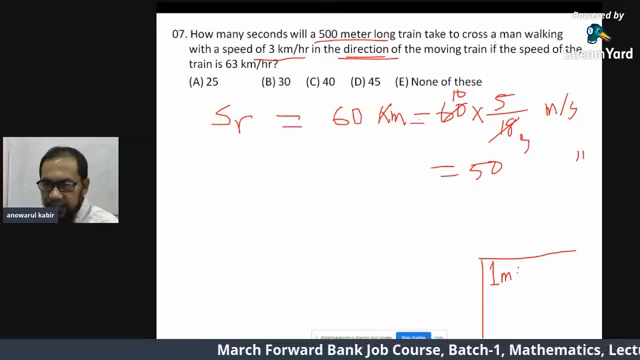 Powered by
StreamYard
07. How many seconds will a 500 meter long train take to cross a man walking
with a speed of 3 km/hr in the direction of the moving train if the speed of the
train is 63 km/hr?
(A) 25 (B) 30 (C) 40 (D) 45 (E) None of these
Sr = 60 Km = 60 10 × 5/18 3 m/s
= 50 "
anowarul kabir
1m
March Forward Bank Job Course, Batch-1, Mathematics, Lectu